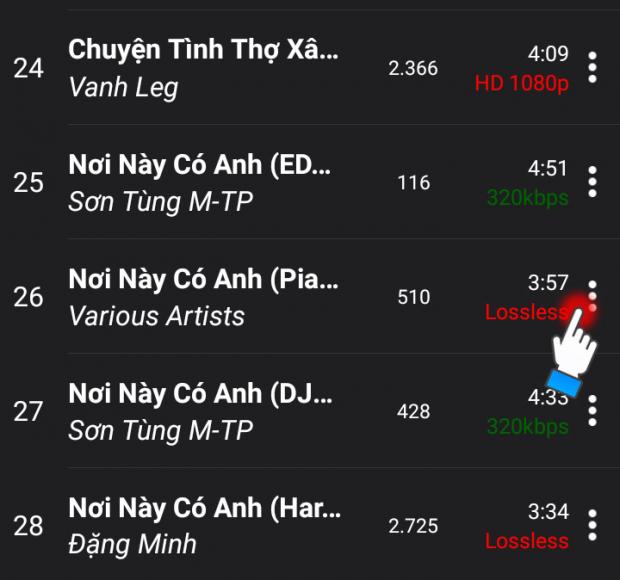 24
Chuyện Tình Thợ Xâ...
Vanh Leg
2.366
4:09
HD 1080p
25
Nơi Này Có Anh (ED...
Sơn Tùng M-TP
116
4:51
320kbps
26
Nơi Này Có Anh (Pia...
Various Artists
510
3:57
Lossless
27
Nơi Này Có Anh (DJ...
Sơn Tùng M-TP
428
4:33
320kbps
28
Nơi Này Có Anh (Har...
Đặng Minh
2.725
3:34
Lossless